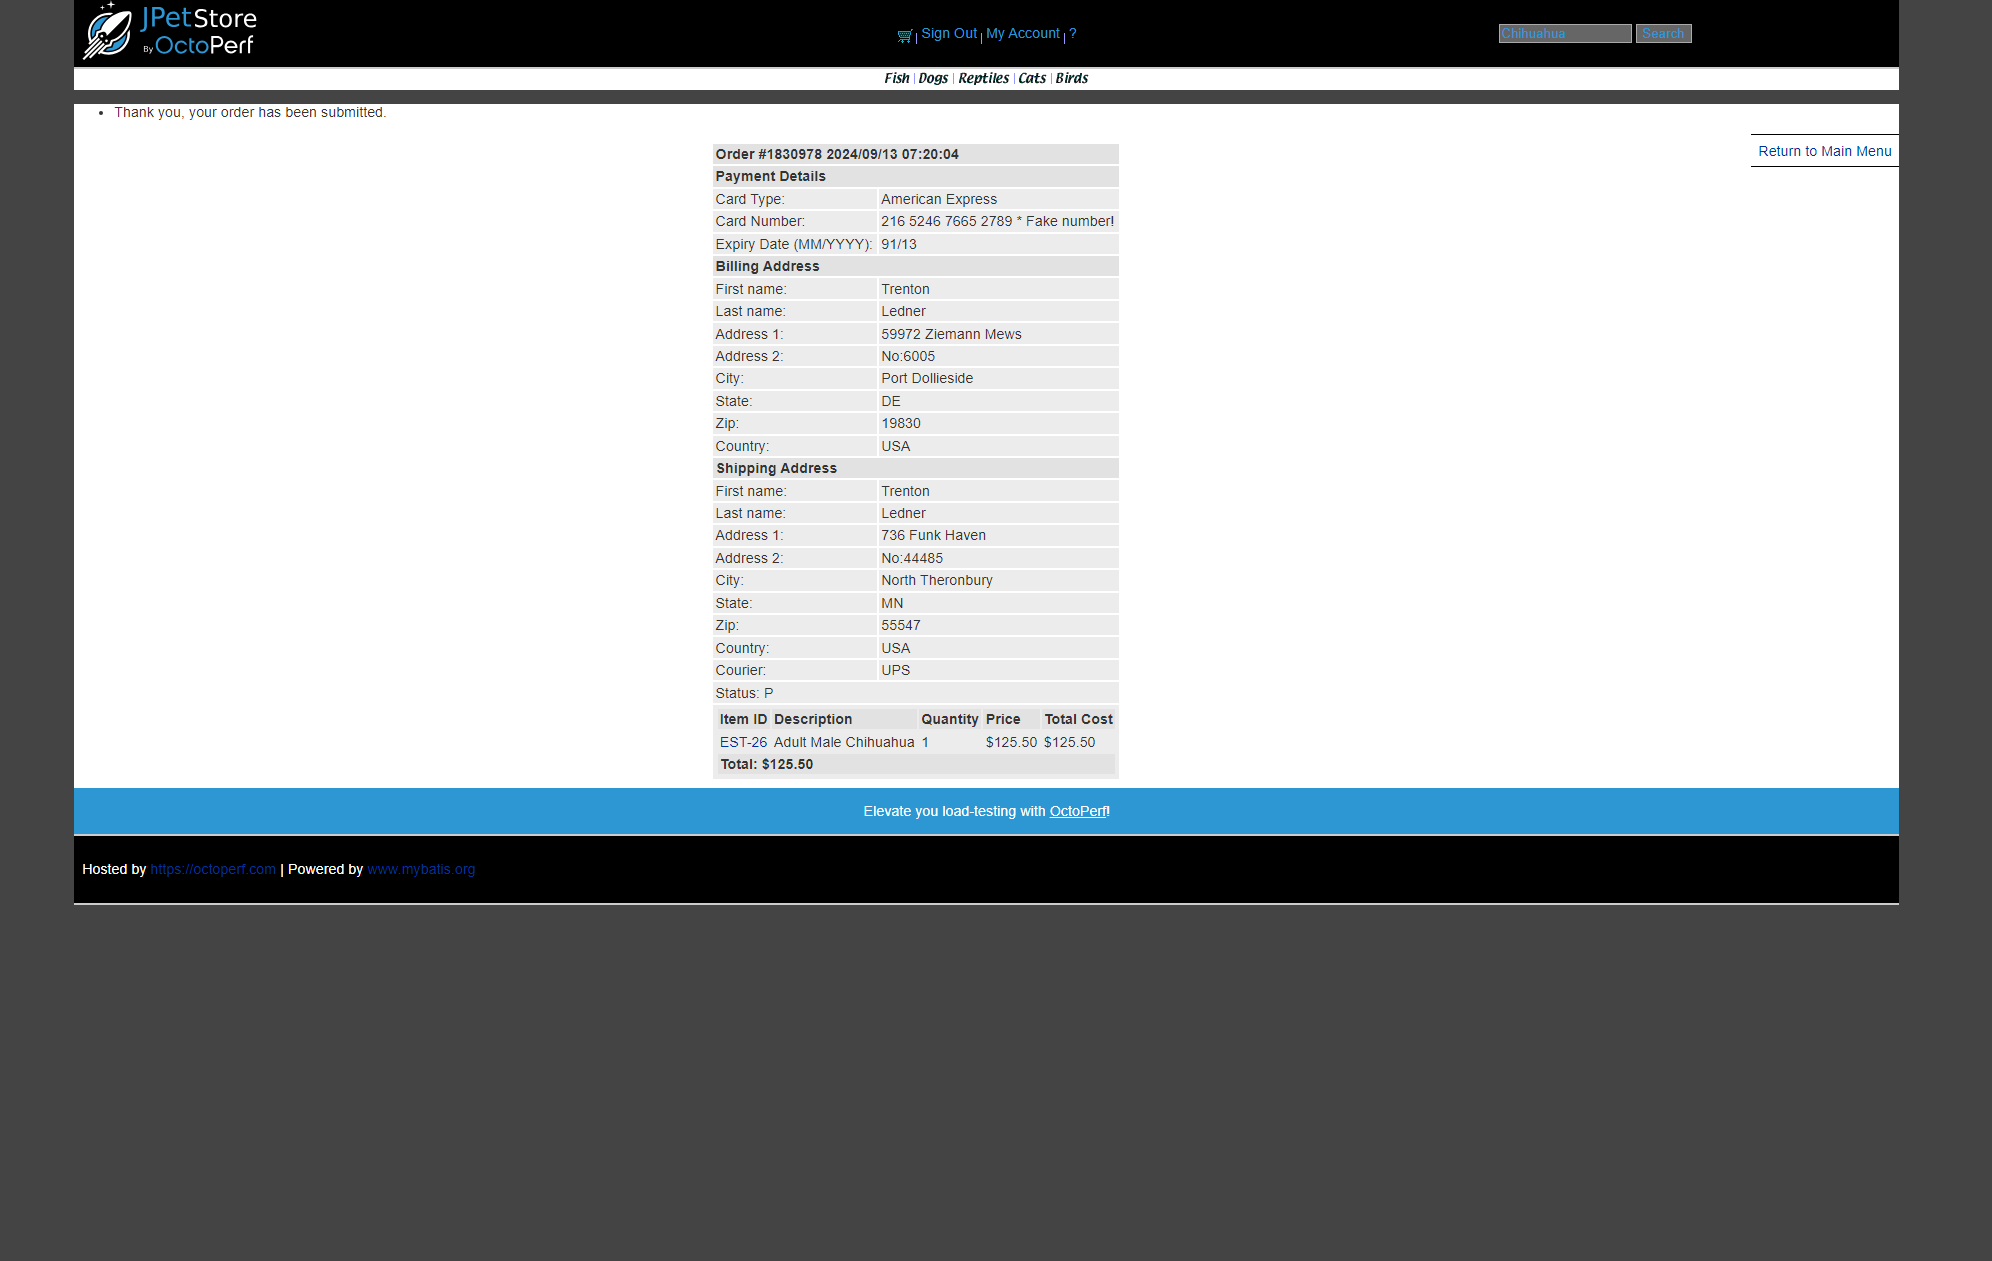 JPetStore
By OctoPerf
Sign Out | My Account | ?
Chihuahua Search
Fish | Dogs | Reptiles | Cats | Birds
Thank you, your order has been submitted.
Return to Main Menu
Order #1830978 2024/09/13 07:20:04
Payment Details
Card Type: American Express
Card Number: 216 5246 7665 2789 * Fake number!
Expiry Date (MM/YYYY): 91/13
Billing Address
First name: Trenton
Last name: Ledner
Address 1: 59972 Ziemann Mews
Address 2: No:6005
City: Port Dollieside
State: DE
Zip: 19830
Country: USA
Shipping Address
First name: Trenton
Last name: Ledner
Address 1: 736 Funk Haven
Address 2: No:44485
City: North Theronbury
State: MN
Zip: 55547
Country: USA
Courier: UPS
Status: P
Item ID Description Quantity Price Total Cost
EST-26 Adult Male Chihuahua 1 $125.50 $125.50
Total: $125.50
Elevate you load-testing with OctoPerf!
Hosted by https://octoperf.com | Powered by www.mybatis.org